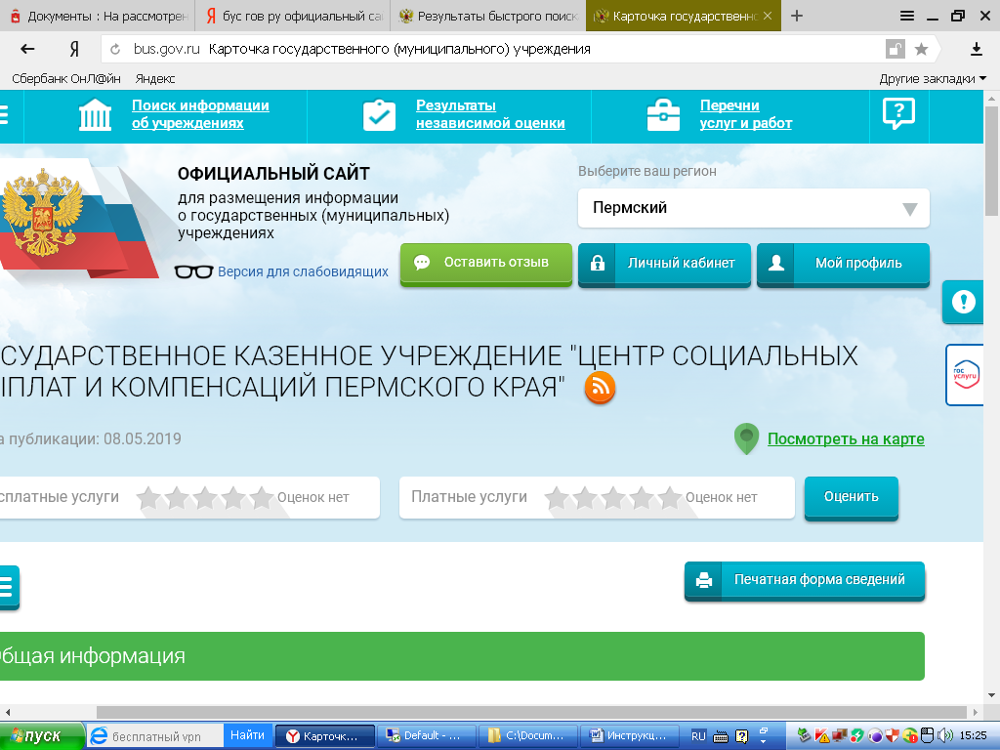 Документы : На рассмотрен
бус гов ру официальный са
Результаты быстрого поиск
Карточка государственно
bus.gov.ru Карточка государственного (муниципального) учреждения
Сбербанк ОнЛ@йн Яндекс
Другие закладки
Поиск информации
об учреждениях
Результаты
независимой оценки
Перечни
услуг и работ
ОФИЦИАЛЬНЫЙ САЙТ
для размещения информации
о государственных (муниципальных)
учреждениях
Версия для слабовидящих
Выберите ваш регион
Пермский
Оставить отзыв
Личный кабинет
Мой профиль
гос
услуги
СУДАРСТВЕННОЕ КАЗЕННОЕ УЧРЕЖДЕНИЕ "ЦЕНТР СОЦИАЛЬНЫХ
ПЛАТ И КОМПЕНСАЦИЙ ПЕРМСКОГО КРАЯ"
а публикации: 08.05.2019
Посмотреть на карте
сплатные услуги Оценок нет
Платные услуги Оценок нет
Оценить
Печатная форма сведений
Общая информация
пуск
бесплатный vpn
Найти
Карточк...
Default - ...
C:\Docum...
Инструкц...
RU
15:25